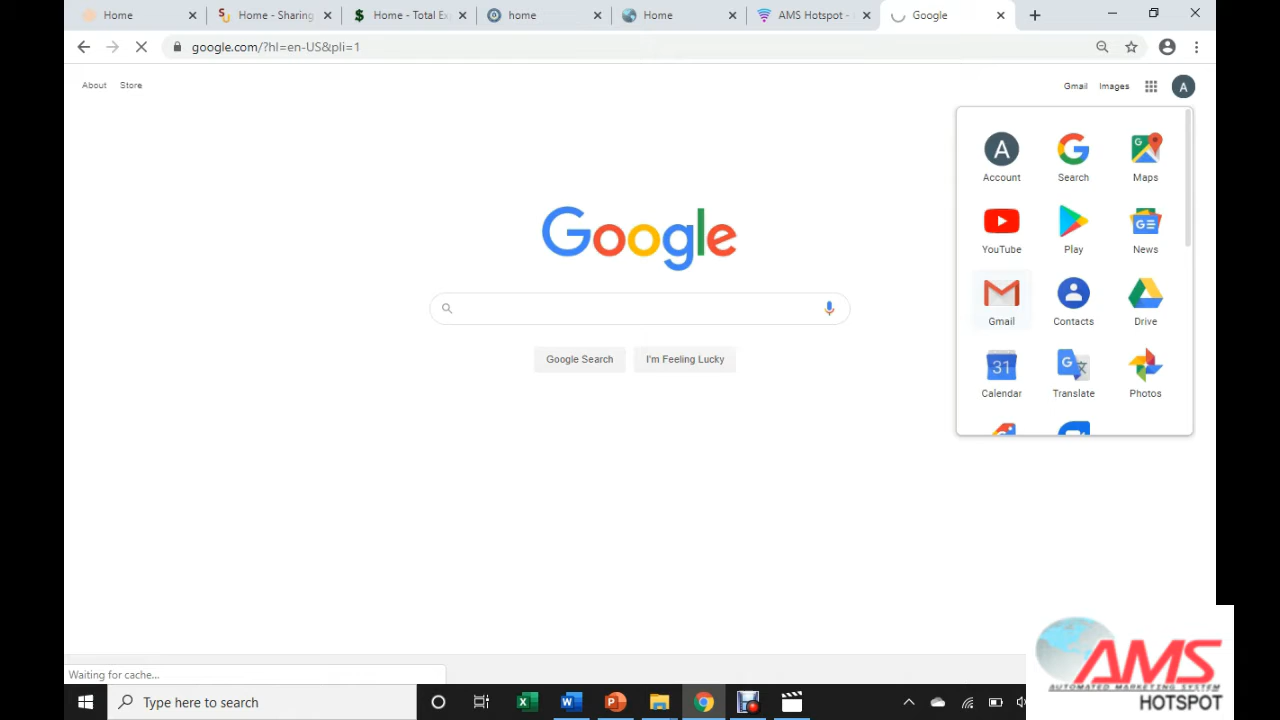 Home
Home - Sharing
Home - Total Ex
home
Home
AMS Hotspot -
Google
google.com/?hl=en-US&pli=1
About Store
Gmail Images A
A
Account
Search
Maps
YouTube
Play
News
Gmail
Contacts
Drive
31
Calendar
Translate
Photos
Google
Google Search
I'm Feeling Lucky
Waiting for cache...
Type here to search
AMS
AUTOMATED MARKETING SYSTEM
HOTSPOT